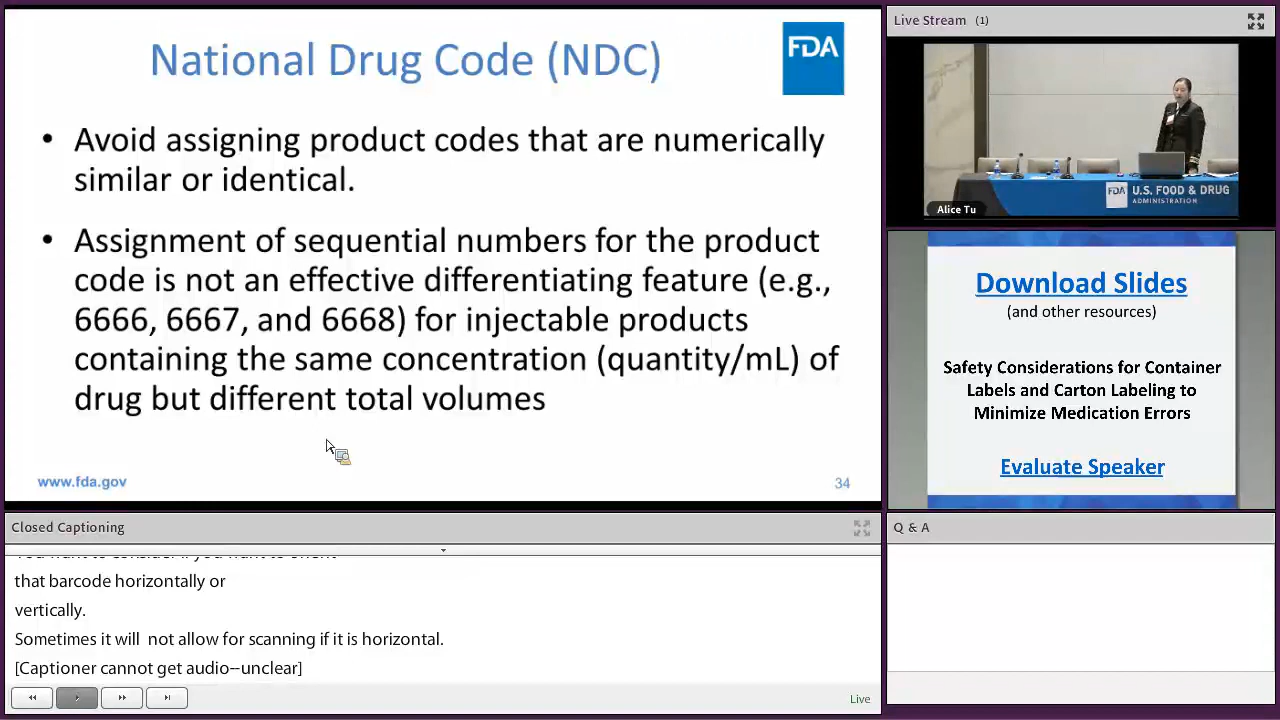 National Drug Code (NDC)
FDA
• Avoid assigning product codes that are numerically
similar or identical.
• Assignment of sequential numbers for the product
code is not an effective differentiating feature (e.g.,
6666, 6667, and 6668) for injectable products
containing the same concentration (quantity/mL) of
drug but different total volumes
www.fda.gov
34
Live Stream (1)
FDA
U.S. FOOD & DRUG
ADMINISTRATION
Alice Tu
Download Slides
(and other resources)
Safety Considerations for Container
Labels and Carton Labeling to
Minimize Medication Errors
Evaluate Speaker
Closed Captioning
that barcode horizontally or
vertically.
Sometimes it will not allow for scanning if it is horizontal.
[Captioner cannot get audio--unclear]
Live
Q & A